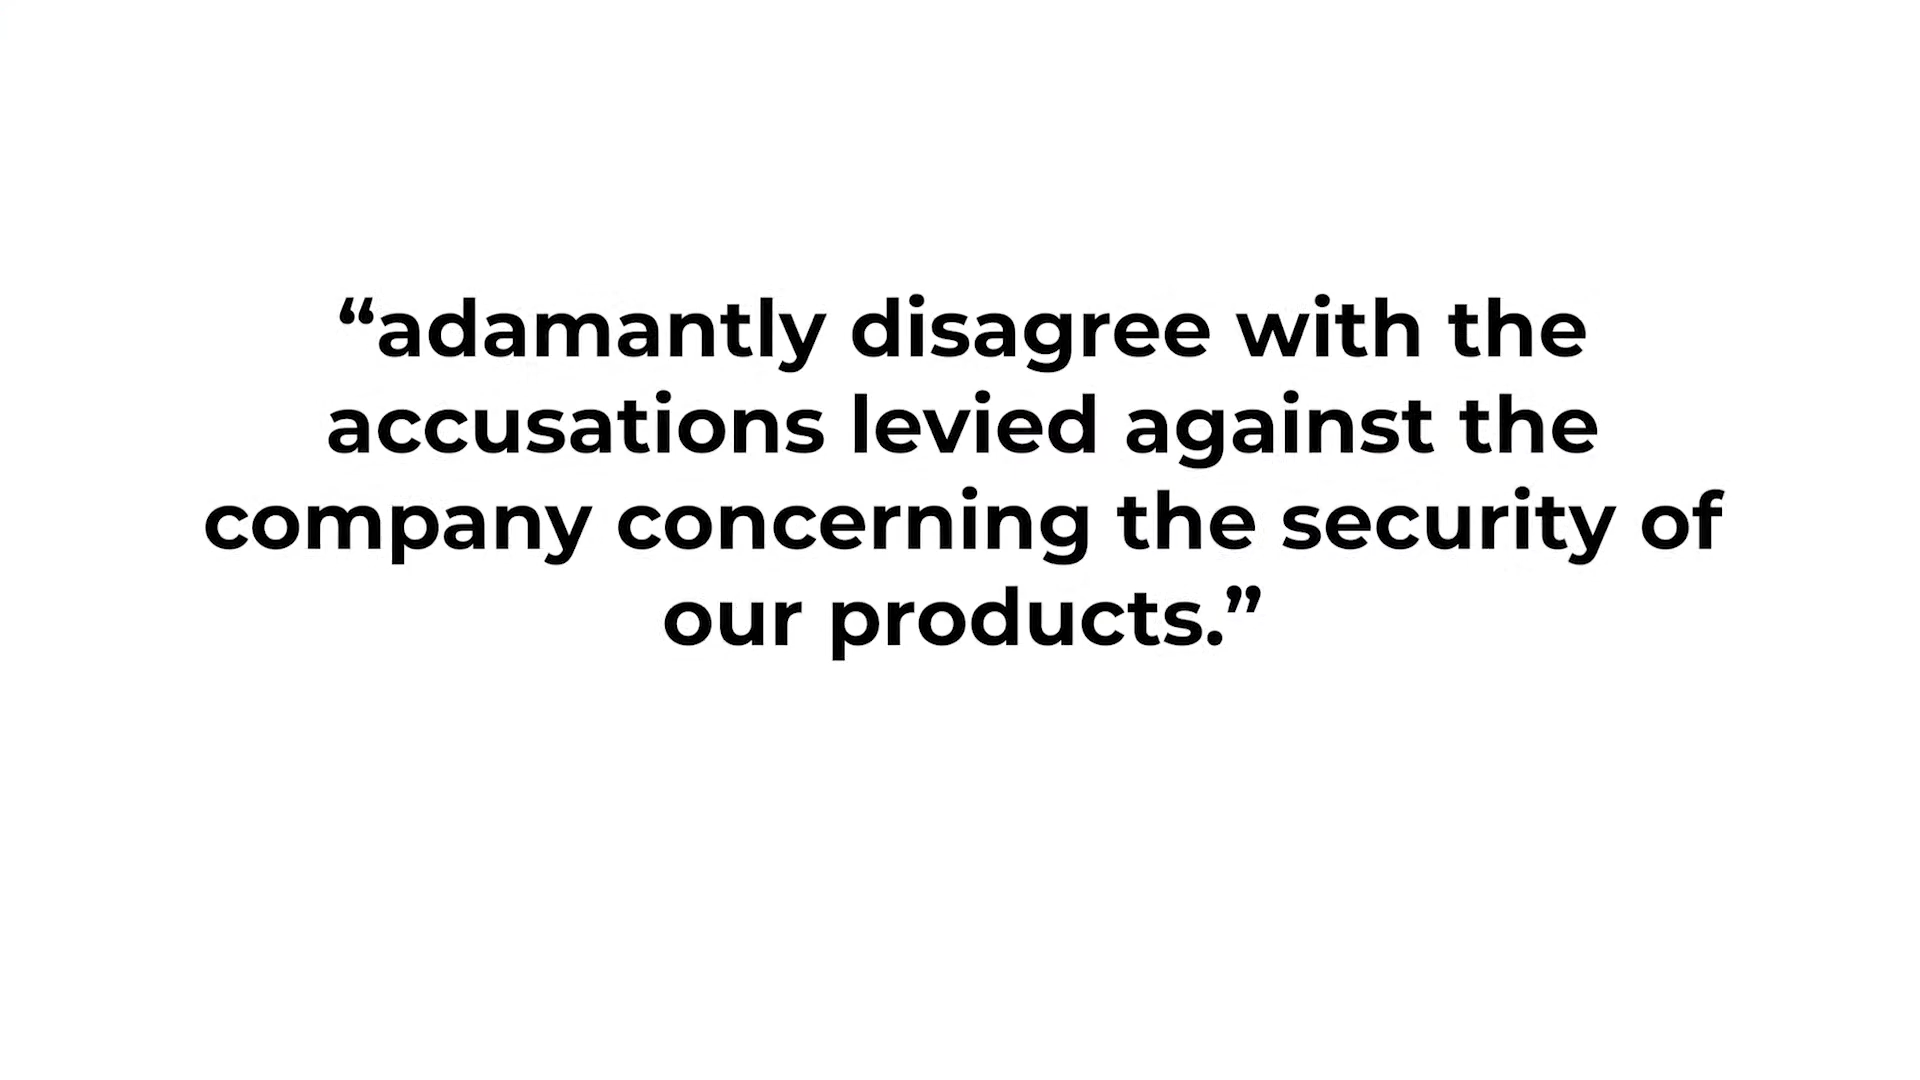 “adamantly disagree with the
accusations levied against the
company concerning the security of
our products.”